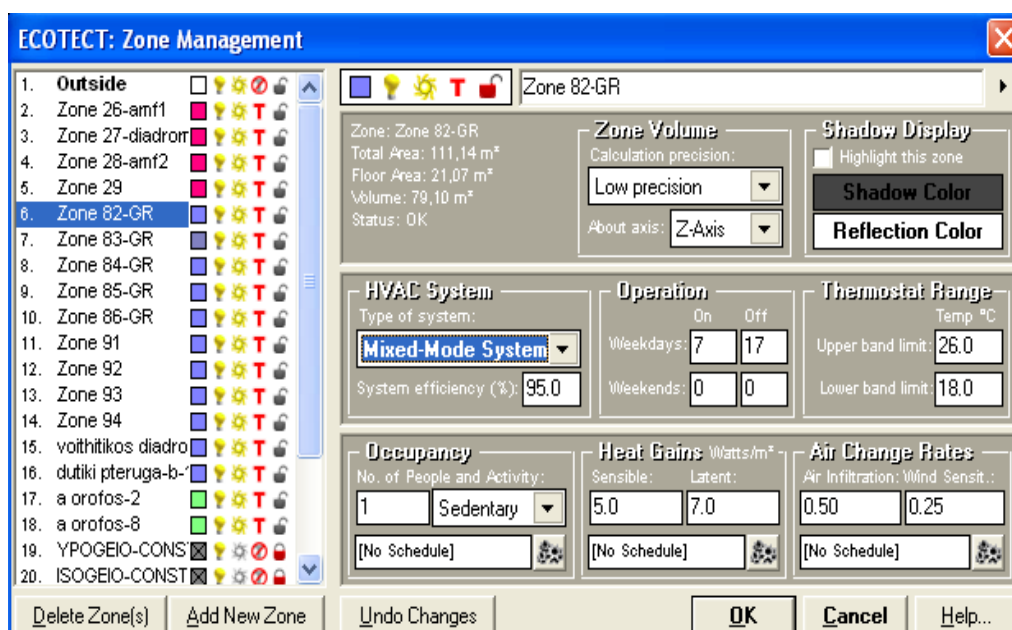 ECOTECT: Zone Management
1. Outside
2. Zone 26-amf1 T
3. Zone 27-diadrom T
4. Zone 28-amf2 T
5. Zone 29 T
6. Zone 82-GR T
7. Zone 83-GR T
8. Zone 84-GR T
9. Zone 85-GR T
10. Zone 86-GR T
11. Zone 91 T
12. Zone 92 T
13. Zone 93 T
14. Zone 94 T
15. voithitikos diadro T
16. dutiki pteruga-b- T
17. a orofos-2 T
18. a orofos-8 T
19. YPOGEIO-CONS
20. ISOGEIO-CONST
Delete Zone(s) Add New Zone
T Zone 82-GR
Zone: Zone 82-GR
Total Area: 111,14 m²
Floor Area: 21,07 m²
Volume: 79,10 m³
Status: OK
Zone Volume
Calculation precision:
Low precision
About axis: Z-Axis
Shadow Display
Highlight this zone
Shadow Color
Reflection Color
HVAC System
Type of system:
Mixed-Mode System
System efficiency (%): 95.0
Operation
On Off
Weekdays: 7 17
Weekends: 0 0
Thermostat Range
Temp °C
Upper band limit: 26.0
Lower band limit: 18.0
Occupancy
No. of People and Activity:
1 Sedentary
[No Schedule]
Heat Gains Watts/m²
Sensible: Latent:
5.0 7.0
[No Schedule]
Air Change Rates
Air Infiltration: Wind Sensit.:
0.50 0.25
[No Schedule]
Undo Changes OK Cancel Help...